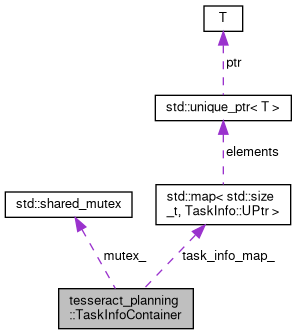 T
ptr
std::unique_ptr< T >
elements
std::shared_mutex
std::map< std::size
_t, TaskInfo::UPtr >
mutex_
task_info_map_
tesseract_planning
::TaskInfoContainer